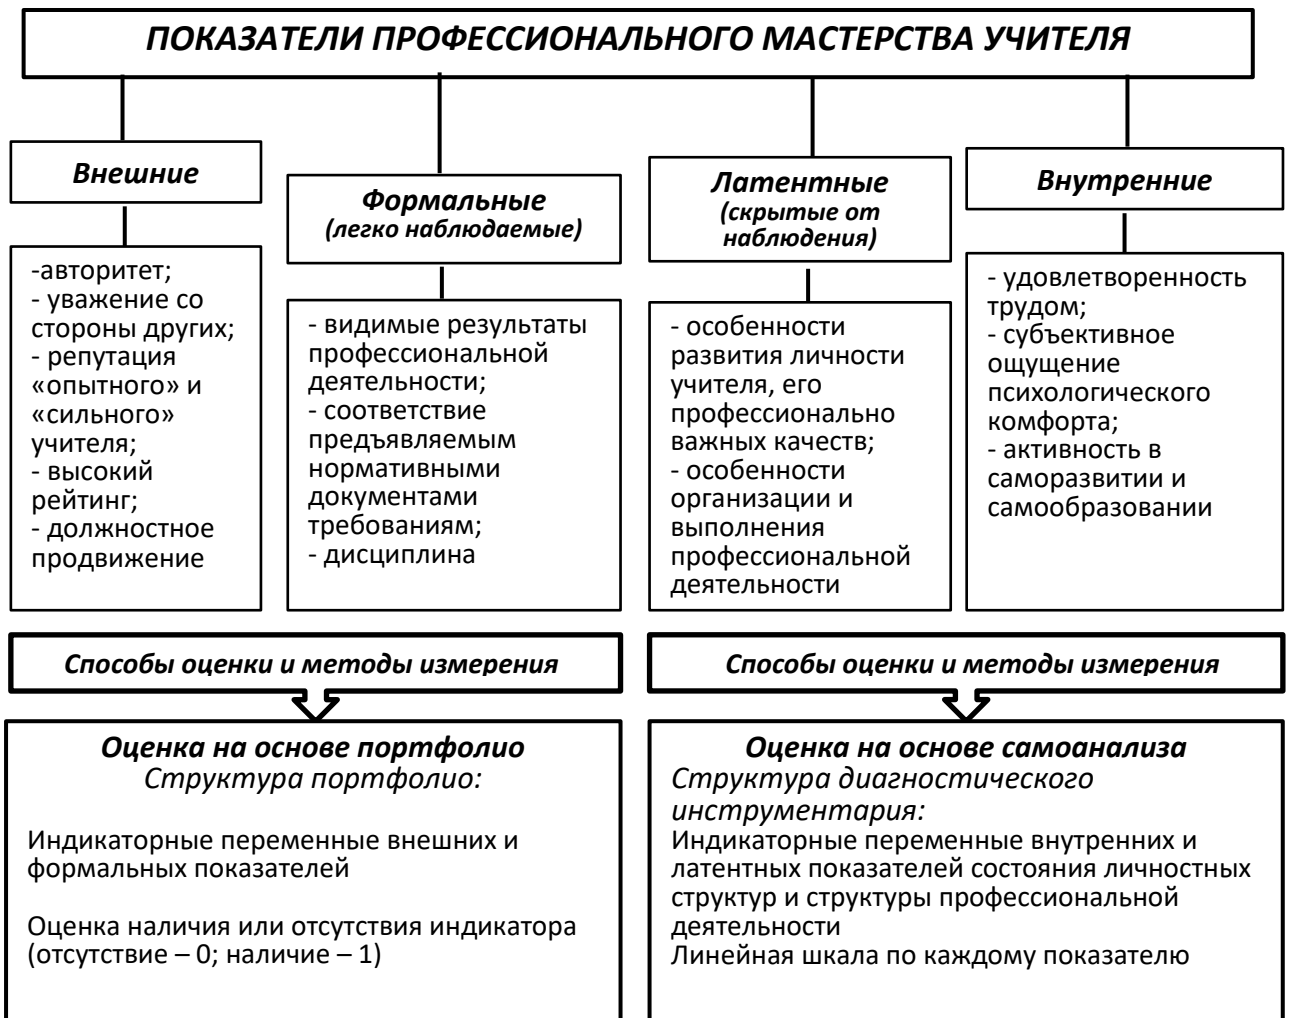 ПОКАЗАТЕЛИ ПРОФЕССИОНАЛЬНОГО МАСТЕРСТВА УЧИТЕЛЯ
Внешние
Формальные
(легко наблюдаемые)
Латентные
(скрытые от
наблюдения)
Внутренние
-авторитет;
- уважение со
стороны других;
- репутация
«опытного» и
«сильного»
учителя;
- высокий
рейтинг;
- должностное
продвижение
- видимые результаты
профессиональной
деятельности;
- соответствие
предъявляемым
нормативными
документами
требованиям;
- дисциплина
- особенности
развития личности
учителя, его
профессионально
важных качеств;
- особенности
организации и
выполнения
профессиональной
деятельности
- удовлетворенность
трудом;
- субъективное
ощущение
психологического
комфорта;
- активность в
саморазвитии и
самообразовании
Способы оценки и методы измерения
Способы оценки и методы измерения
Оценка на основе портфолио
Структура портфолио:
Индикаторные переменные внешних и
формальных показателей
Оценка наличия или отсутствия индикатора
(отсутствие – 0; наличие – 1)
Оценка на основе самоанализа
Структура диагностического
инструментария:
Индикаторные переменные внутренних и
латентных показателей состояния личностных
структур и структуры профессиональной
деятельности
Линейная шкала по каждому показателю